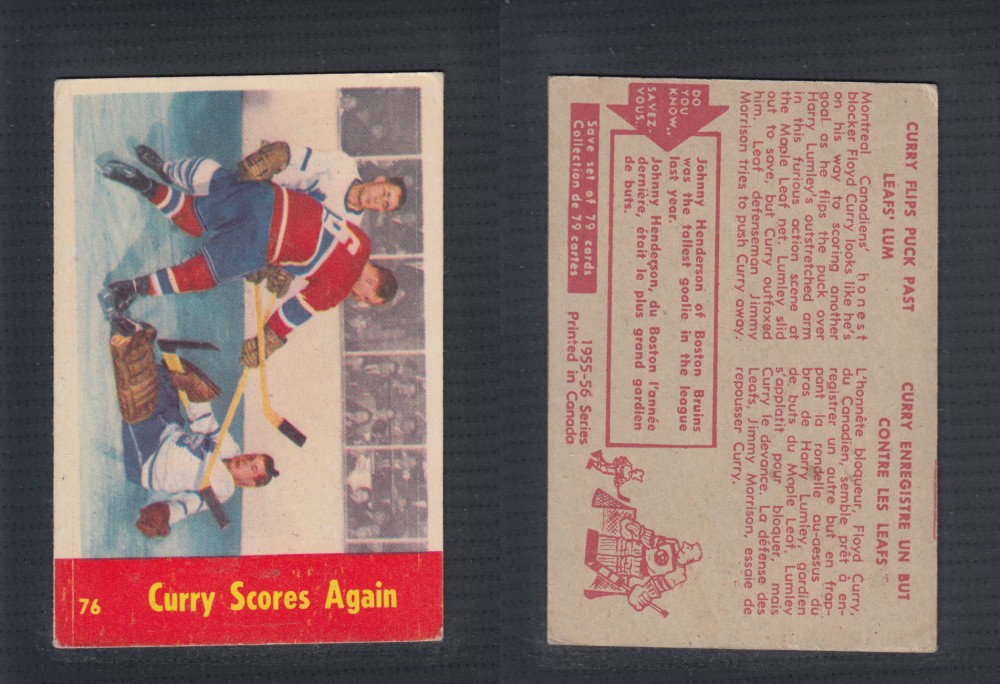 76
Curry Scores Again
CURRY FLIPS PUCK PAST
LEAFS' LUM
Montreal Canadiens' honest
blocker Floyd Curry looks like he's
on his way to scoring another
goal as he flips the puck over
Harry Lumley's outstretched arm
in this furious action scene at
the Maple Leaf net. Lumley slid
out to save, but Curry outfoxed
him. Leaf defenseman Jimmy
Morrison tries to push Curry away.
CURRY ENREGISTRE UN BUT
CONTRE LES LEAFS
L'honnête bloqueur, Floyd Curry,
du Canadien, semble prêt à en-
registrer un autre but en frap-
pant la rondelle au-dessus du
bras de Harry Lumley, gardien
de buts du Maple Leaf. Lumley
s'applatit pour bloquer, mais
Curry le devance. La défense des
Leafs, Jimmy Morrison, essaie de
repousser Curry.
DO
YOU
KNOW..
SAVEZ-
VOUS..
Johnny Henderson of Boston Bruins
was the tallest goalie in the league
last year.
Johnny Henderson, du Boston l'année
dernière, était le plus grand gardien
de buts.
Save set of 79 cards
Collection de 79 cartes
1955-56 Series
Printed in Canada